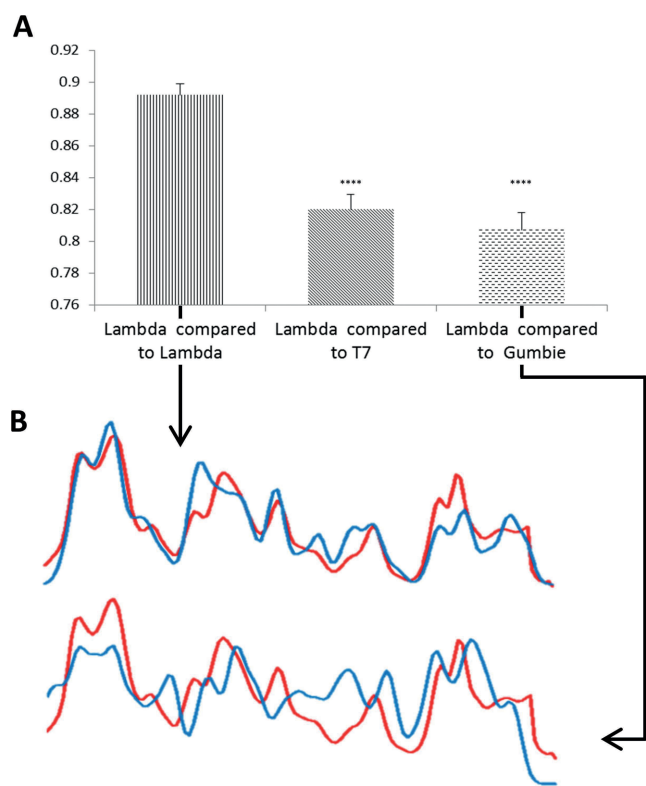 A
0.92
0.9
0.88
0.86
0.84
0.82
0.8
0.78
0.76
****
****
Lambda compared
to Lambda
Lambda compared
to T7
Lambda compared
to Gumbie
B